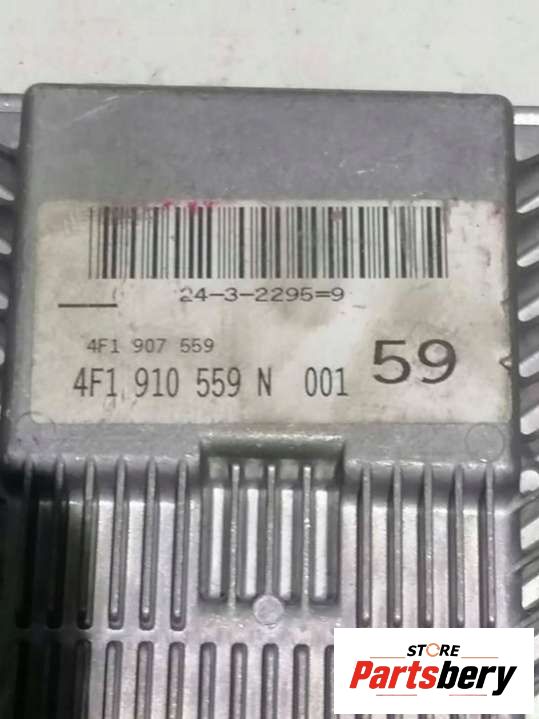 24-3-2295=9
4F1 907 559
4F1 910 559 N 001 59
STORE
Partsbery